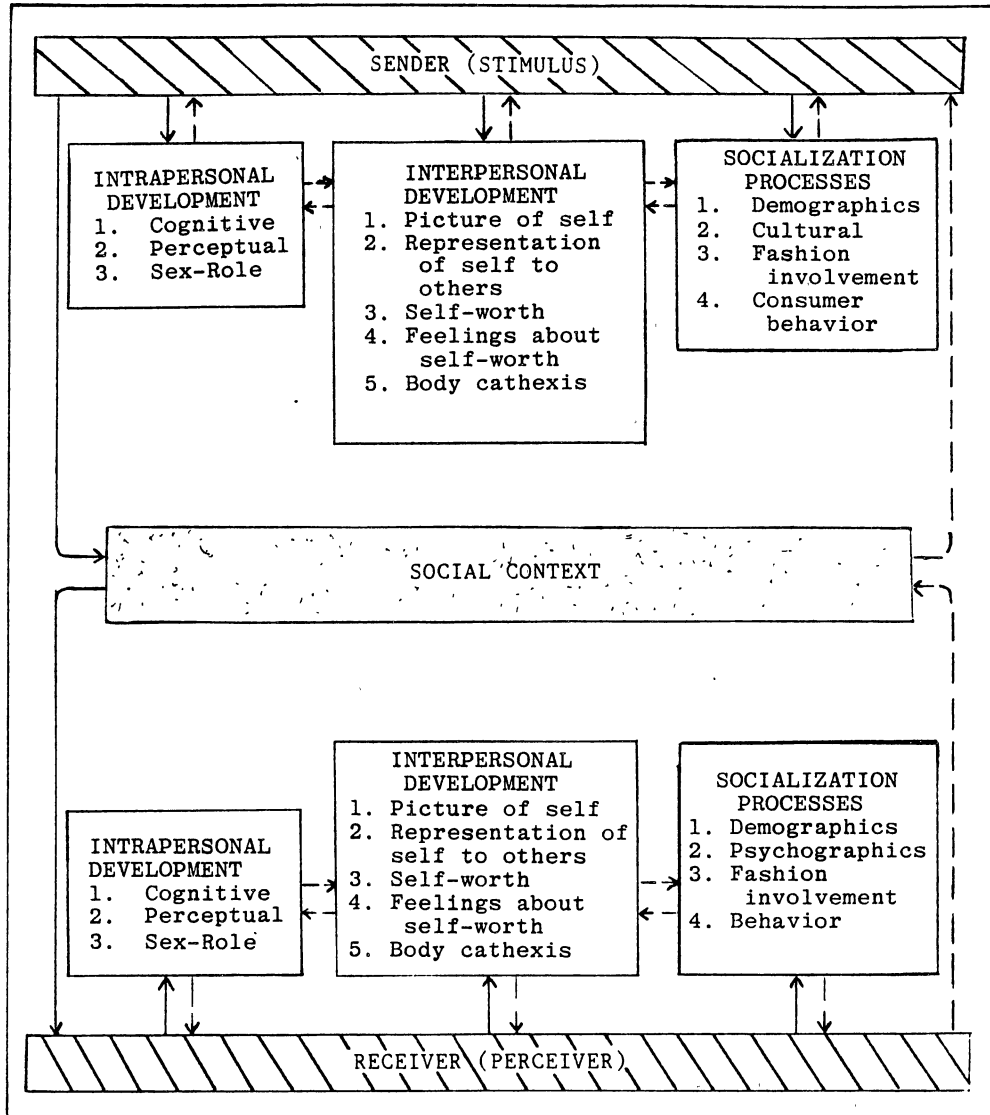 SENDER (STIMULUS)
INTRAPERSONAL
DEVELOPMENT
1. Cognitive
2. Perceptual
3. Sex-Role
INTERPERSONAL
DEVELOPMENT
1. Picture of self
2. Representation
of self to
others
3. Self-worth
4. Feelings about
self-worth
5. Body cathexis
SOCIALIZATION
PROCESSES
1. Demographics
2. Cultural
3. Fashion
involvement
4. Consumer
behavior
SOCIAL CONTEXT
INTRAPERSONAL
DEVELOPMENT
1. Cognitive
2. Perceptual
3. Sex-Role
INTERPERSONAL
DEVELOPMENT
1. Picture of self
2. Representation of
self to others
3. Self-worth
4. Feelings about
self-worth
5. Body cathexis
SOCIALIZATION
PROCESSES
1. Demographics
2. Psychographics
3. Fashion
involvement
4. Behavior
RECEIVER (PERCEIVER)